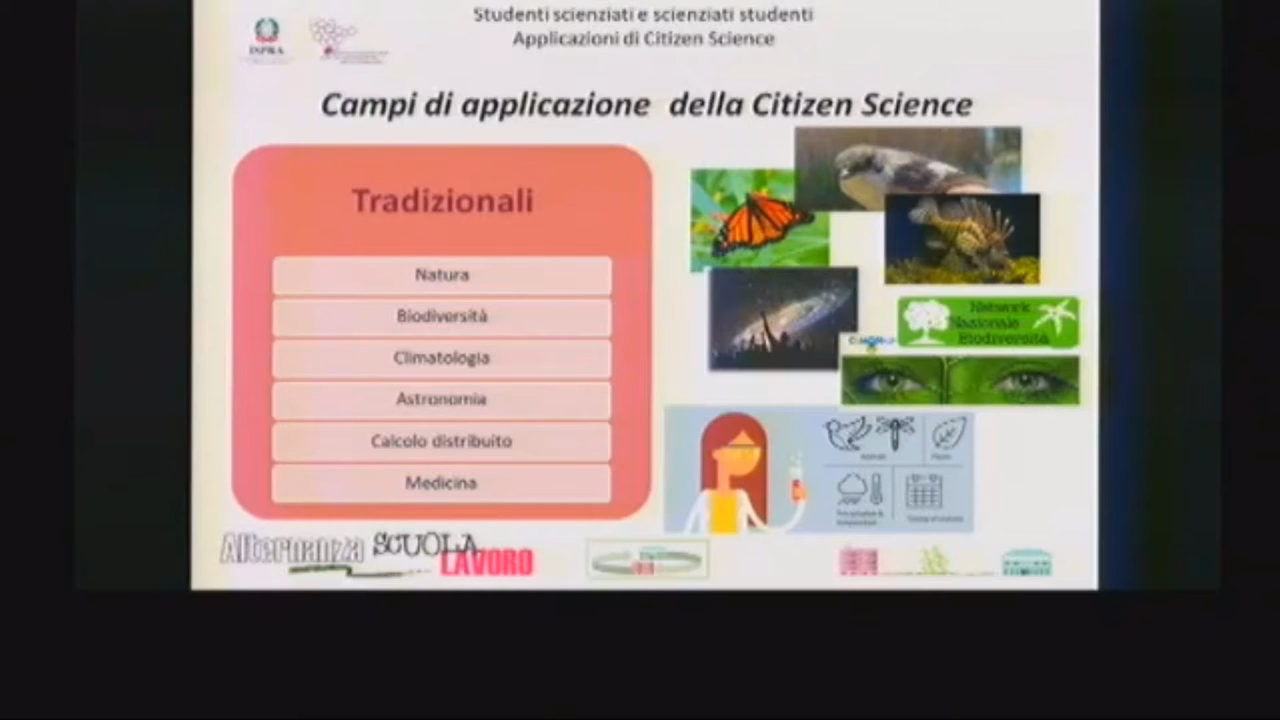 Studenti scienziati e scienziati studenti
Applicazioni di Citizen Science
ISPRA
Campi di applicazione della Citizen Science
Tradizionali
Natura
Biodiversità
Climatologia
Astronomia
Calcolo distribuito
Medicina
Network
Nazionale
Biodiversità
Alternanza SCUOLA
LAVORO